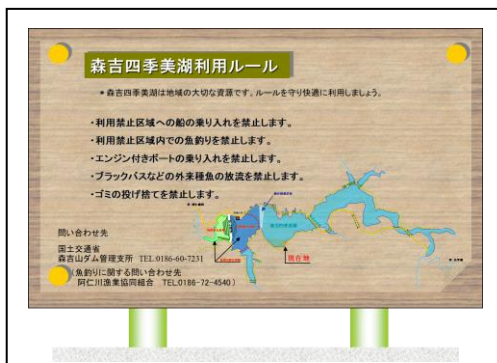 森吉四季美湖利用ルール
* 森吉四季美湖は地域の大切な資源です。ルールを守り快適に利用しましょう。
・利用禁止区域への船の乗り入れを禁止します。
・利用禁止区域内での魚釣りを禁止します。
・エンジン付きボートの乗り入れを禁止します。
・ブラックバスなどの外来種魚の放流を禁止します。
・ゴミの投げ捨てを禁止します。
現在地
問い合わせ先
国土交通省
森吉山ダム管理支所 TEL:0186-60-7231
(魚釣りに関する問い合わせ先
阿仁川漁業協同組合 TEL:0186-72-4540)